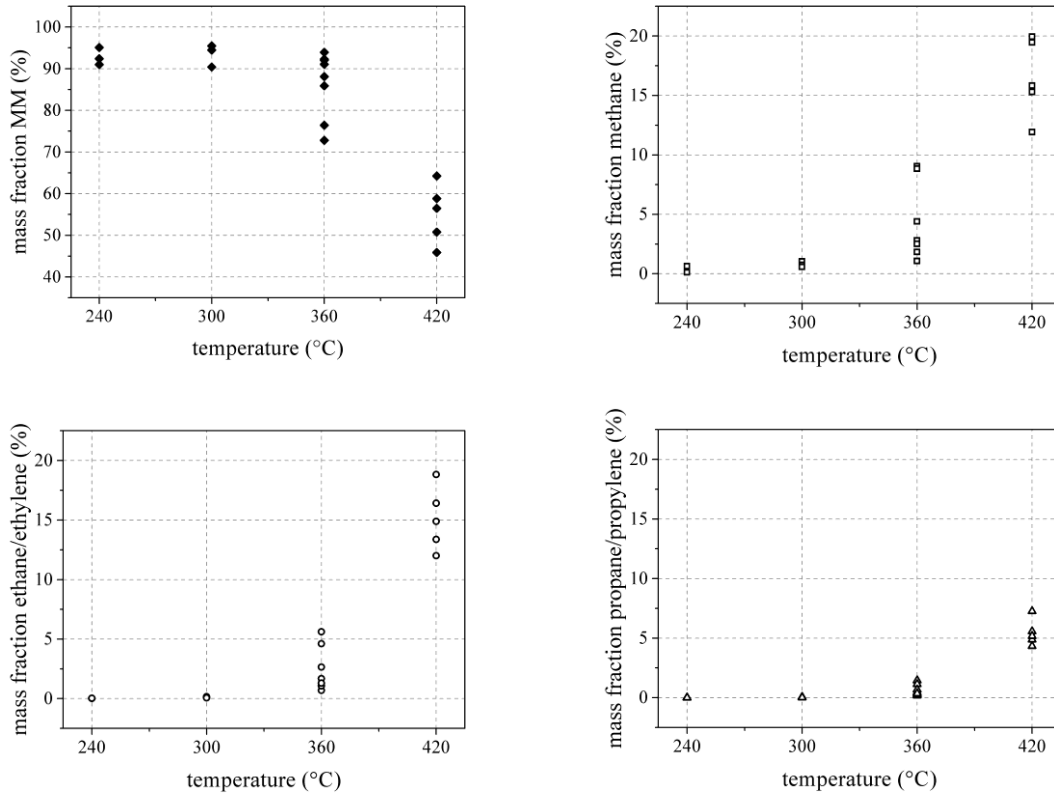 mass fraction MM (%)
100
90
80
70
60
50
40
240 300 360 420
temperature (°C)
mass fraction methane (%)
20
15
10
5
0
240 300 360 420
temperature (°C)
mass fraction ethane/ethylene (%)
20
15
10
5
0
240 300 360 420
temperature (°C)
mass fraction propane/propylene (%)
20
15
10
5
0
240 300 360 420
temperature (°C)